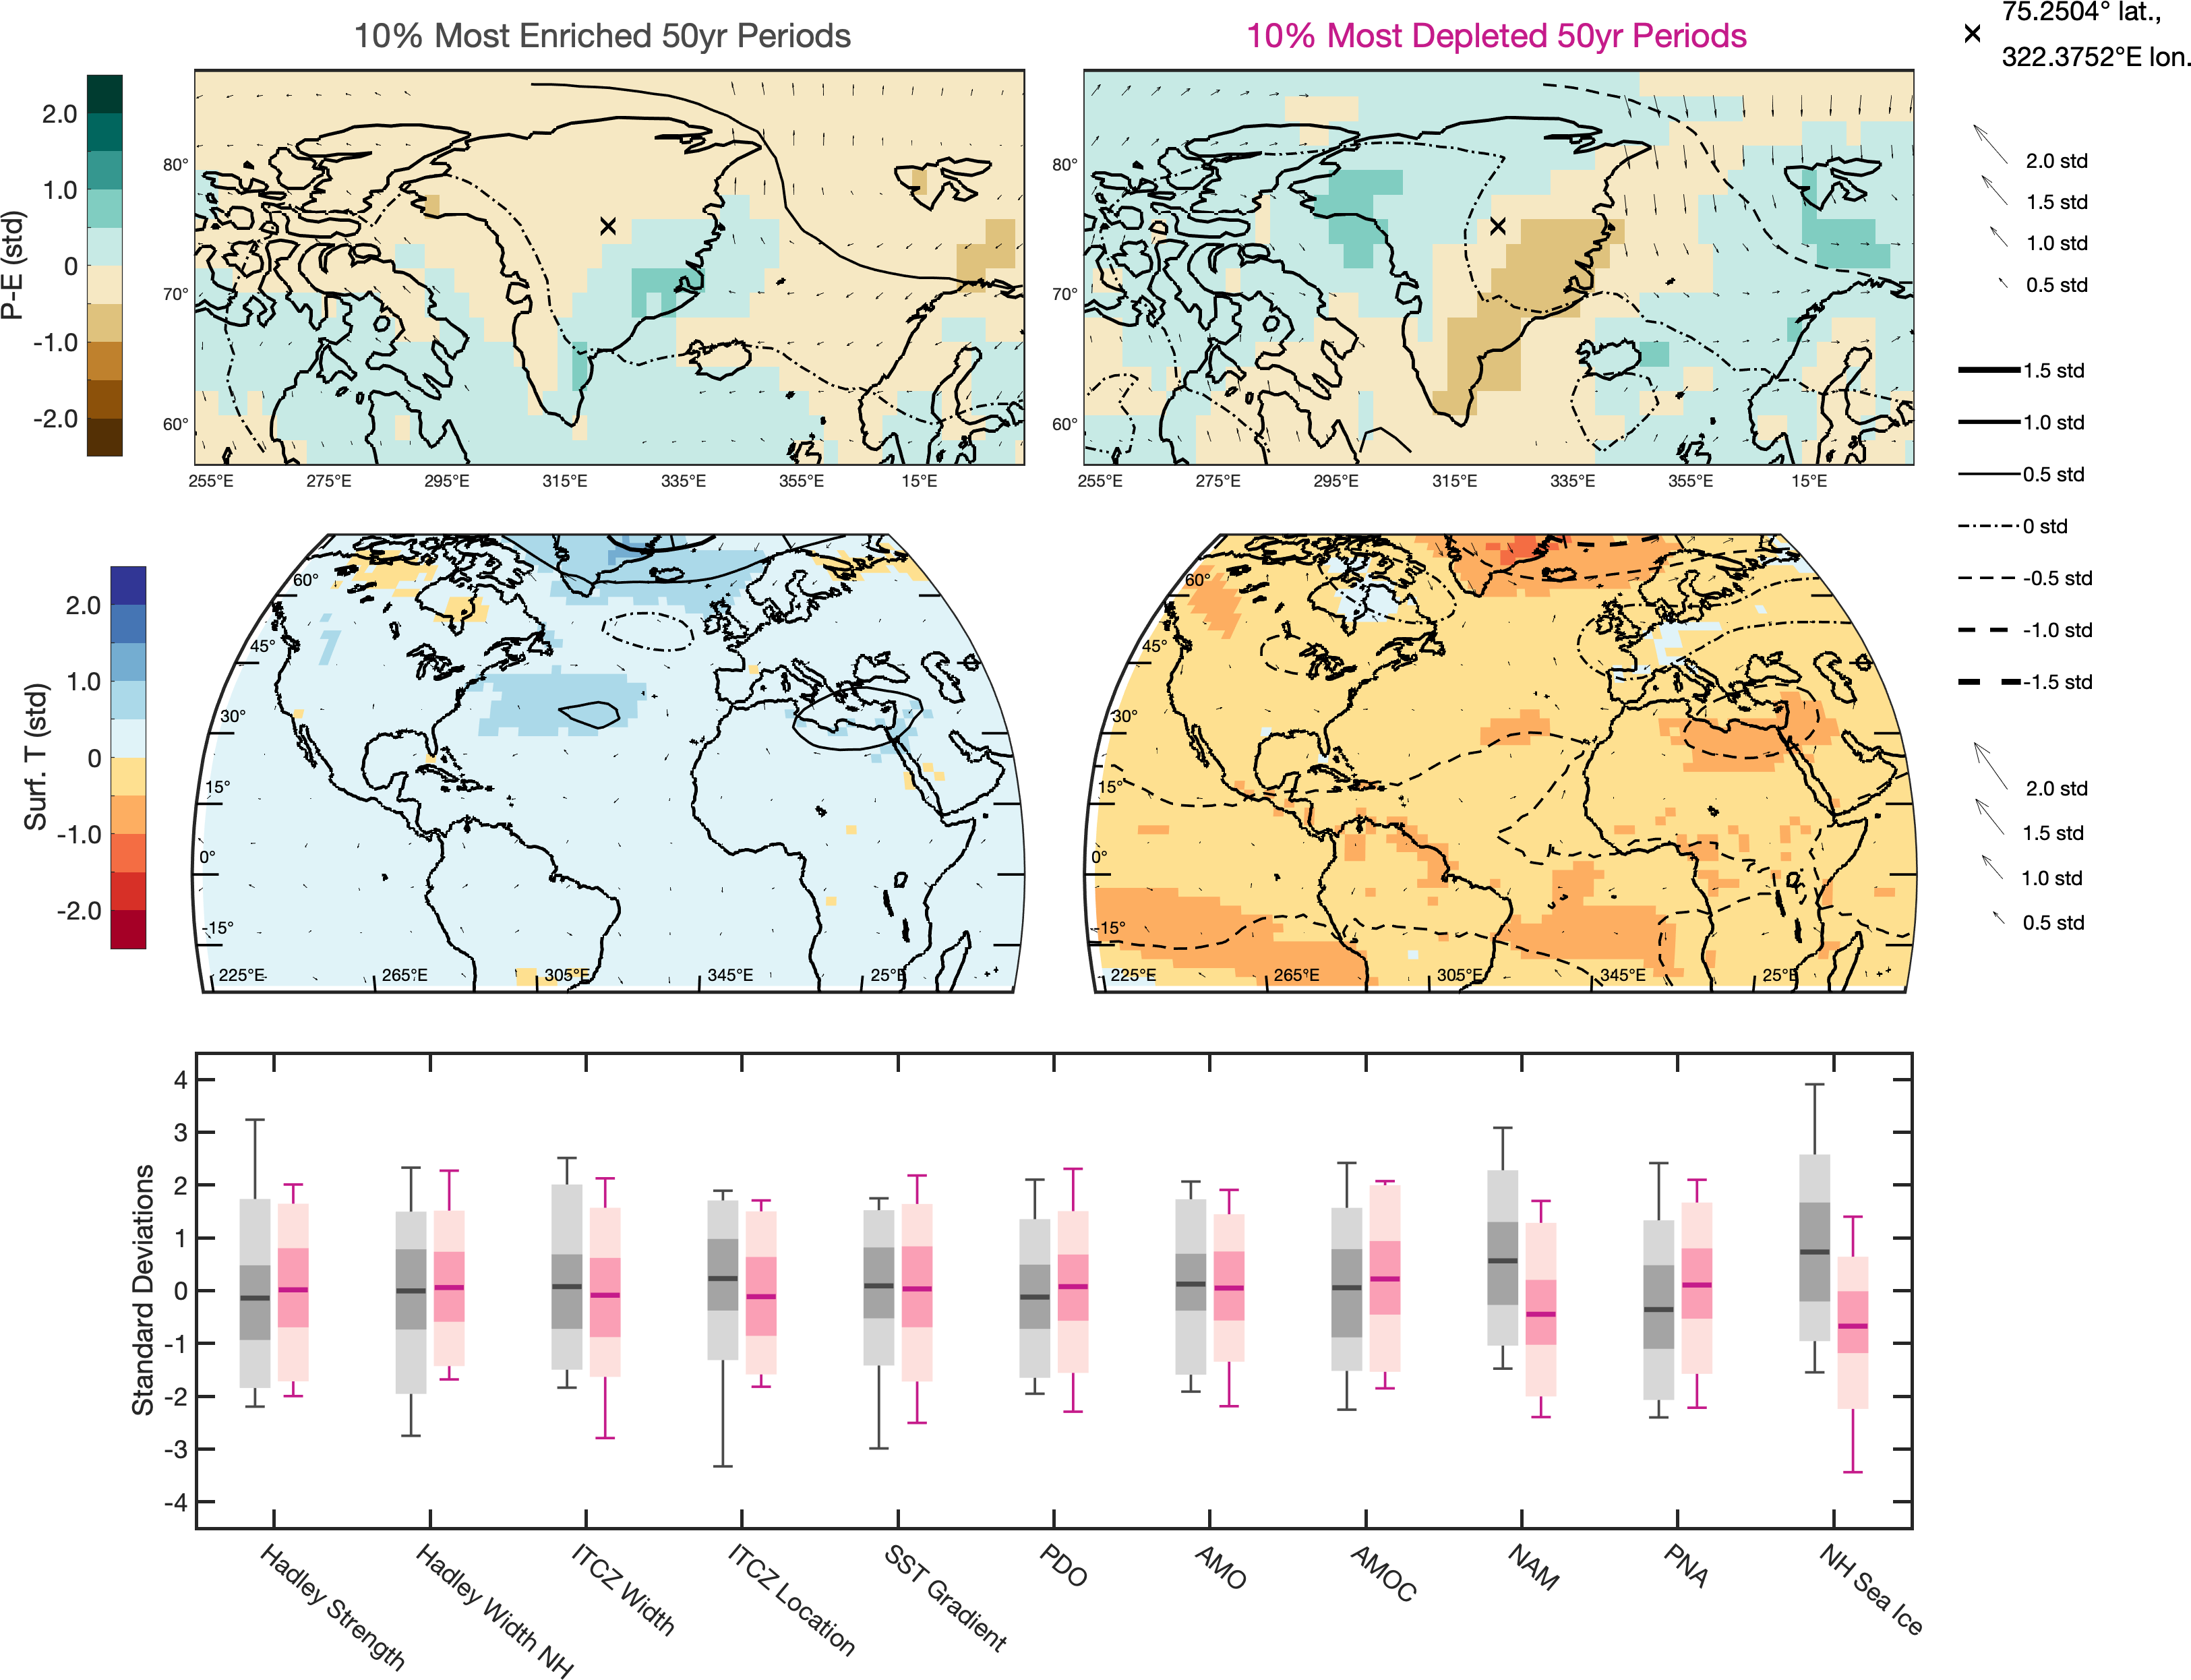 10% Most Enriched 50yr Periods
10% Most Depleted 50yr Periods
75.2504° lat.,
322.3752°E lon.
P-E (std)
2.0
1.0
0
-1.0
-2.0
80°
70°
60°
255°E 275°E 295°E 315°E 335°E 355°E 15°E
80°
70°
60°
255°E 275°E 295°E 315°E 335°E 355°E 15°E
2.0 std
1.5 std
1.0 std
0.5 std
1.5 std
1.0 std
0.5 std
0 std
-0.5 std
-1.0 std
-1.5 std
Surf. T (std)
2.0
1.0
0
-1.0
-2.0
60°
45°
30°
15°
0°
-15°
225°E 265°E 305°E 345°E 25°E
60°
45°
30°
15°
0°
-15°
225°E 265°E 305°E 345°E 25°E
2.0 std
1.5 std
1.0 std
0.5 std
Standard Deviations
4
3
2
1
0
-1
-2
-3
-4
Hadley Strength
Hadley Width NH
ITCZ Width
ITCZ Location
SST Gradient
PDO
AMO
AMOC
NAM
PNA
NH Sea Ice